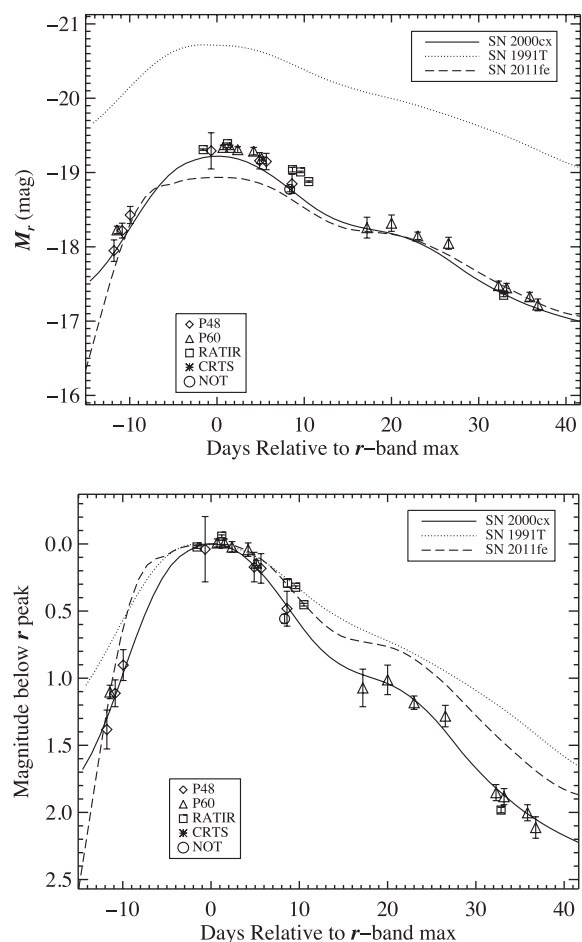 -21
-20
-19
-18
-17
-16
M_r (mag)
SN 2000cx
SN 1991T
SN 2011fe
P48
P60
RATIR
CRTS
NOT
-10 0 10 20 30 40
Days Relative to r-band max
0.0
0.5
1.0
1.5
2.0
2.5
Magnitude below r peak
SN 2000cx
SN 1991T
SN 2011fe
P48
P60
RATIR
CRTS
NOT
-10 0 10 20 30 40
Days Relative to r-band max